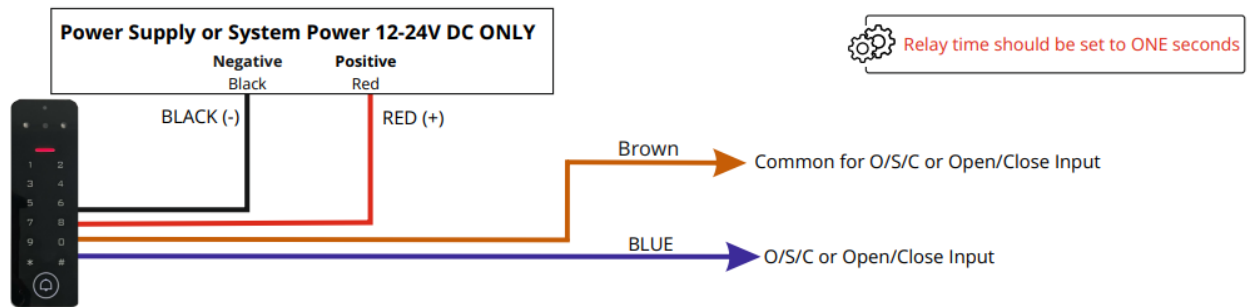 Power Supply or System Power 12-24V DC ONLY
Negative Positive
Black Red
Relay time should be set to ONE seconds
BLACK (-) RED (+)
Brown
Common for O/S/C or Open/Close Input
BLUE
O/S/C or Open/Close Input
1 2
3 4
5 6
7 8
9 0
* #